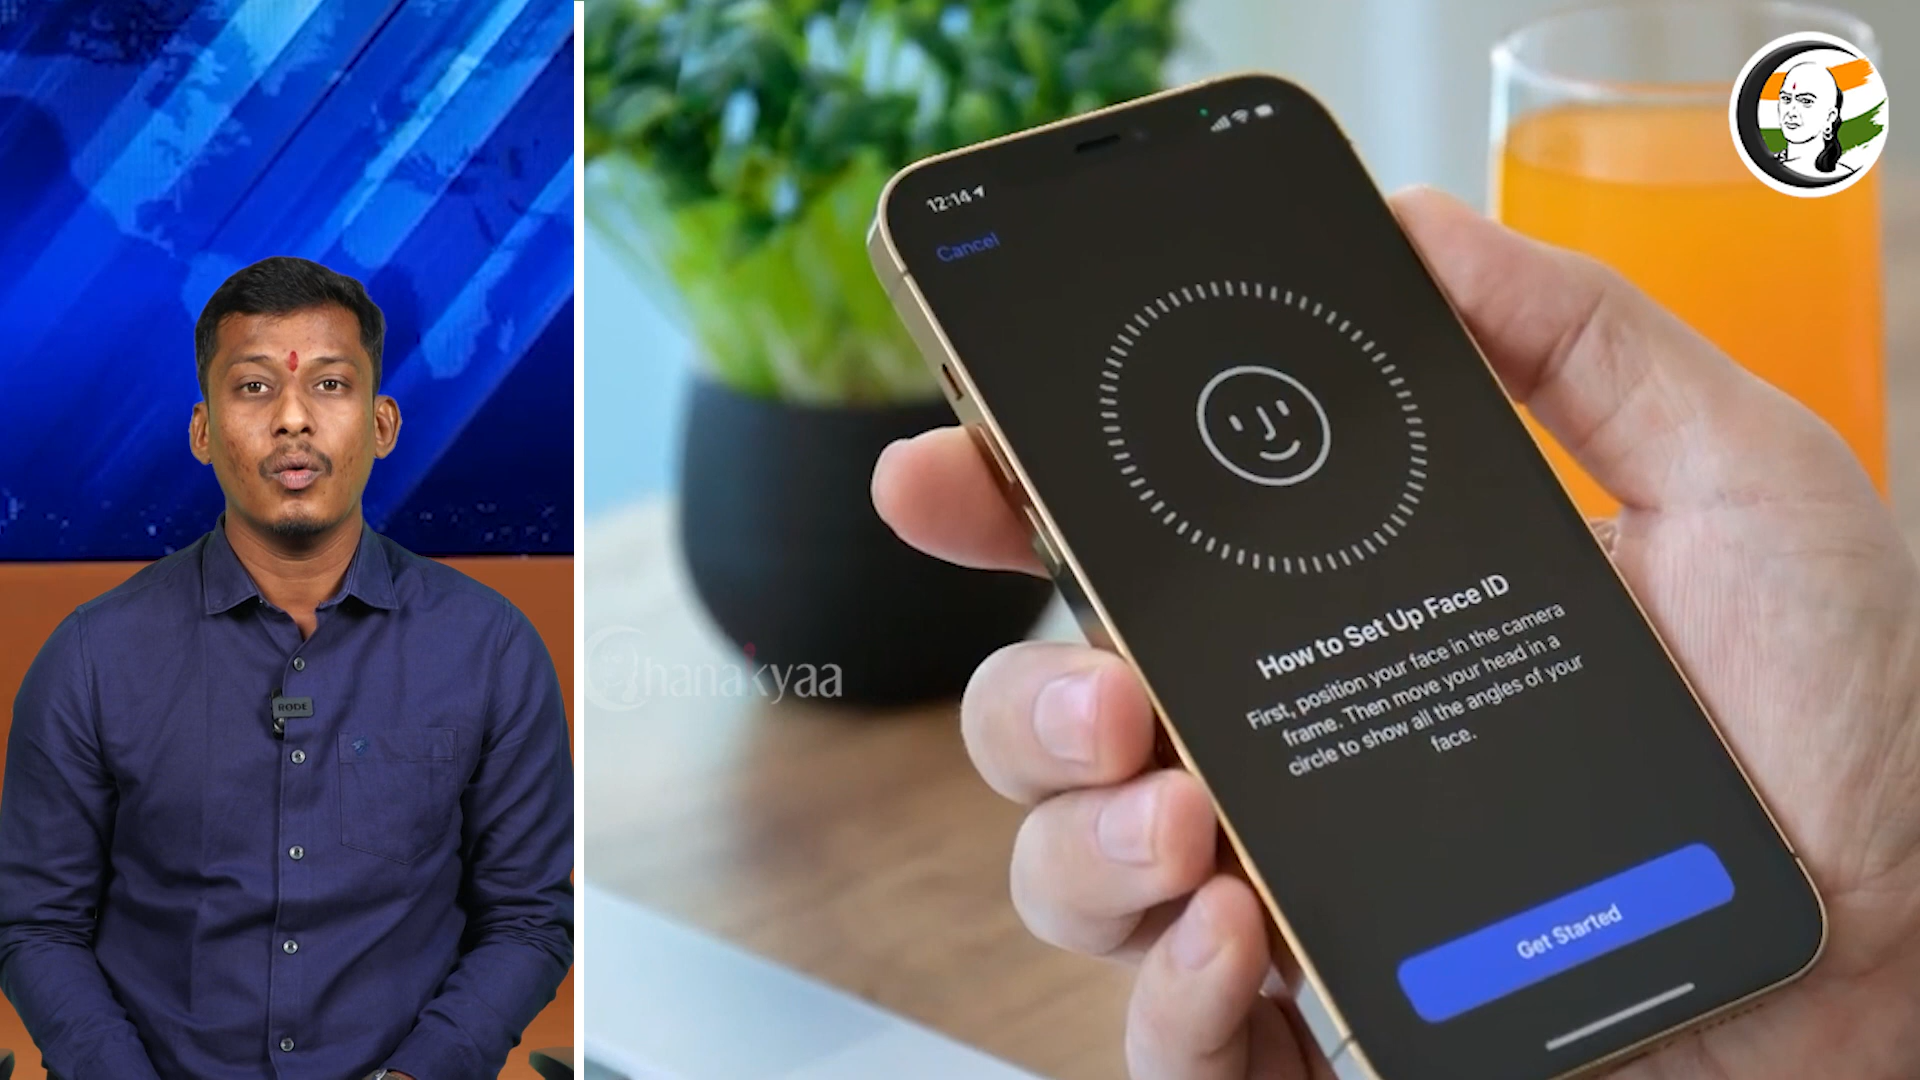 RODE
hanakyaa
12:14
Cancel
How to Set Up Face ID
First, position your face in the camera
frame. Then move your head in a
circle to show all the angles of your
face.
Get Started